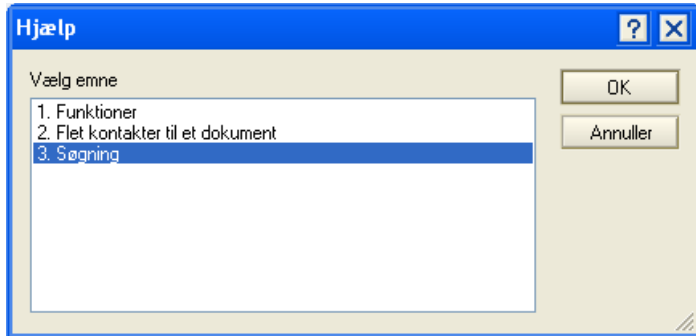 Hjælp
Vælg emne
1. Funktioner
2. Flet kontakter til et dokument
3. Søgning
OK
Annuller